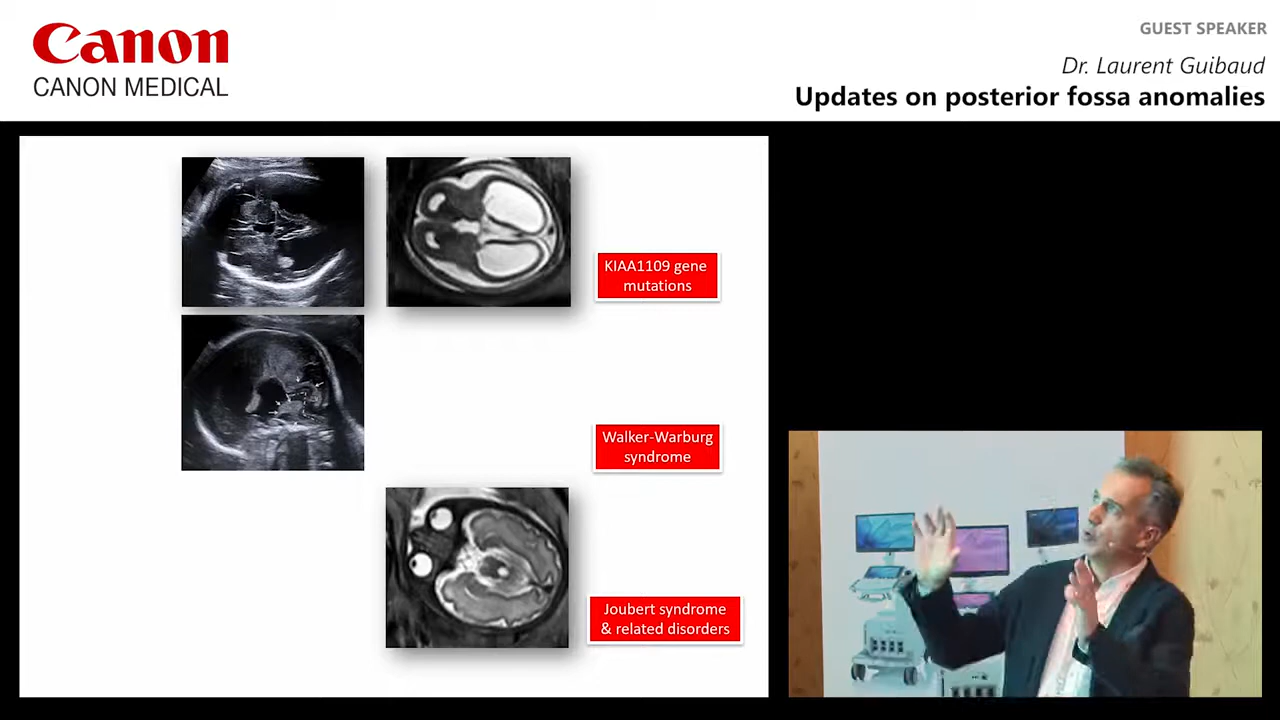 Canon
CANON MEDICAL
GUEST SPEAKER
Dr. Laurent Guibaud
Updates on posterior fossa anomalies
KIAA1109 gene
mutations
Walker-Warburg
syndrome
Joubert syndrome
& related disorders